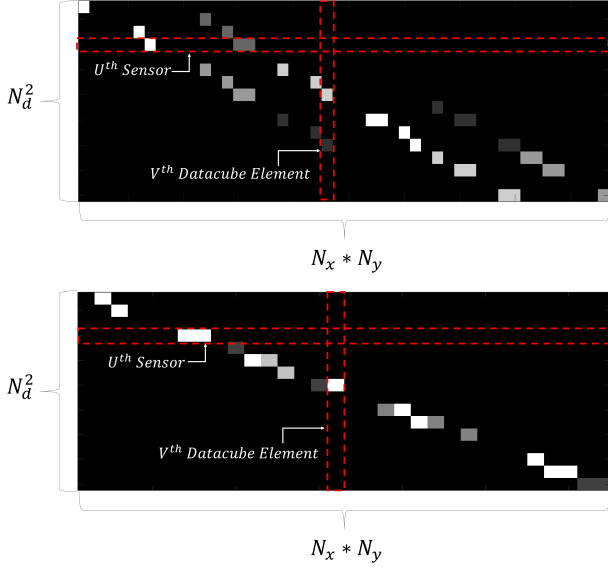 U^{th} Sensor
N_d^2
V^{th} Datacube Element
N_x * N_y
U^{th} Sensor
N_d^2
V^{th} Datacube Element
N_x * N_y